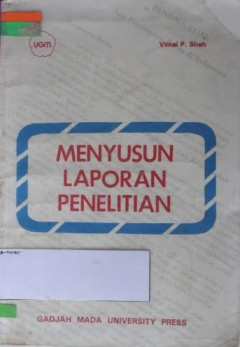 UGM
Vimal P. Shah
MENYUSUN
LAPORAN
PENELITIAN
GADJAH MADA UNIVERSITY PRESS